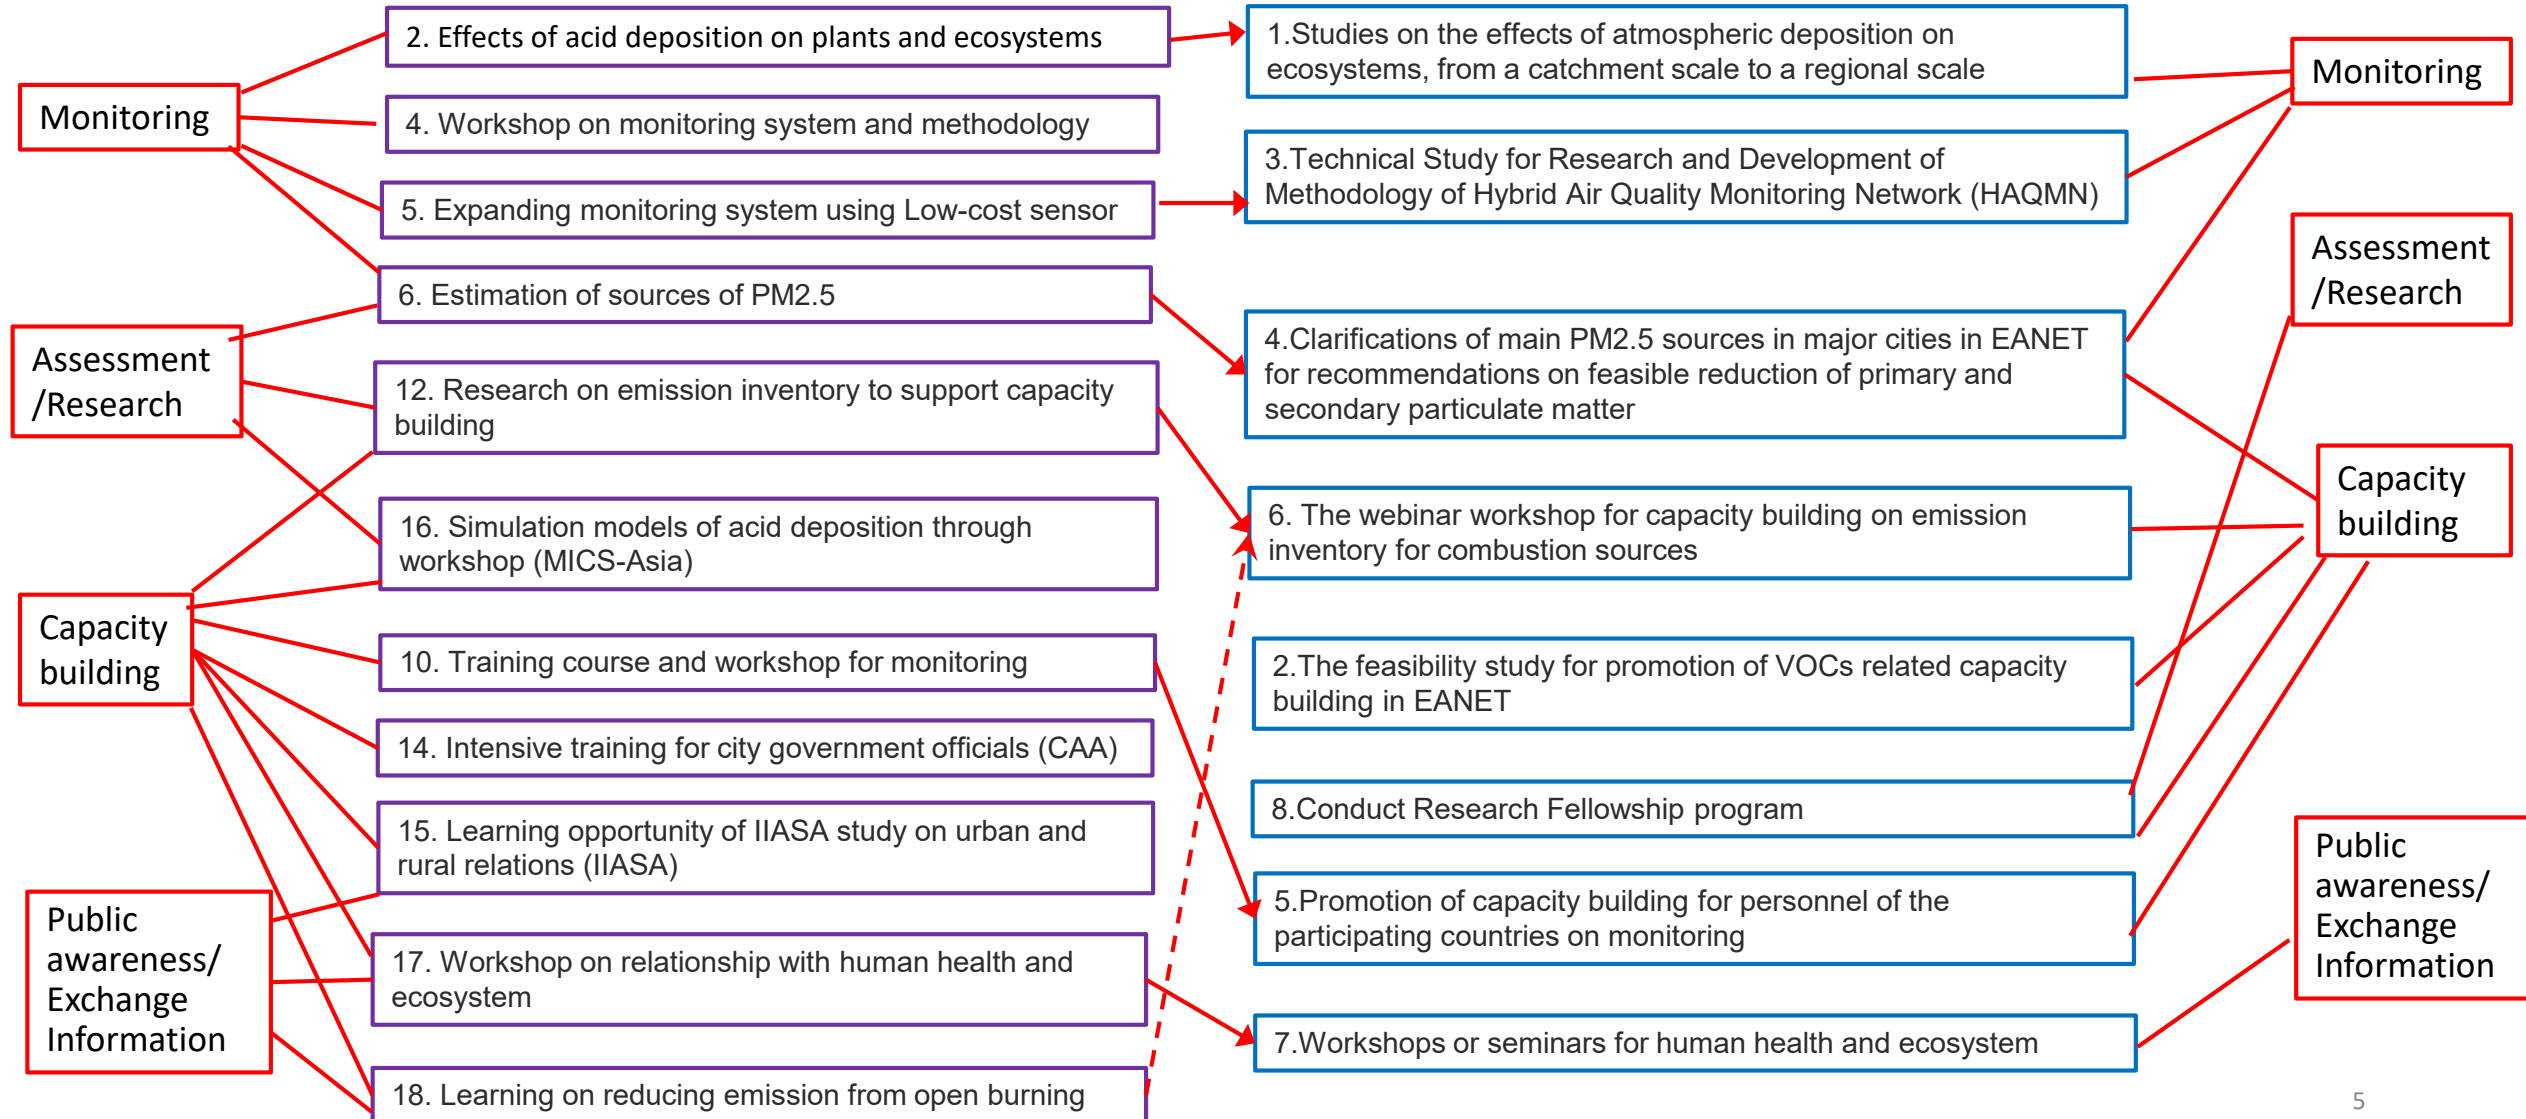 Monitoring
Assessment
/Research
Capacity
building
Public
awareness/
Exchange
Information
2. Effects of acid deposition on plants and ecosystems
4. Workshop on monitoring system and methodology
5. Expanding monitoring system using Low-cost sensor
6. Estimation of sources of PM2.5
12. Research on emission inventory to support capacity
building
16. Simulation models of acid deposition through
workshop (MICS-Asia)
10. Training course and workshop for monitoring
14. Intensive training for city government officials (CAA)
15. Learning opportunity of IIASA study on urban and
rural relations (IIASA)
17. Workshop on relationship with human health and
ecosystem
18. Learning on reducing emission from open burning
1.Studies on the effects of atmospheric deposition on
ecosystems, from a catchment scale to a regional scale
3.Technical Study for Research and Development of
Methodology of Hybrid Air Quality Monitoring Network (HAQMN)
4.Clarifications of main PM2.5 sources in major cities in EANET
for recommendations on feasible reduction of primary and
secondary particulate matter
6. The webinar workshop for capacity building on emission
inventory for combustion sources
2.The feasibility study for promotion of VOCs related capacity
building in EANET
8.Conduct Research Fellowship program
5.Promotion of capacity building for personnel of the
participating countries on monitoring
7.Workshops or seminars for human health and ecosystem
Monitoring
Assessment
/Research
Capacity
building
Public
awareness/
Exchange
Information
5